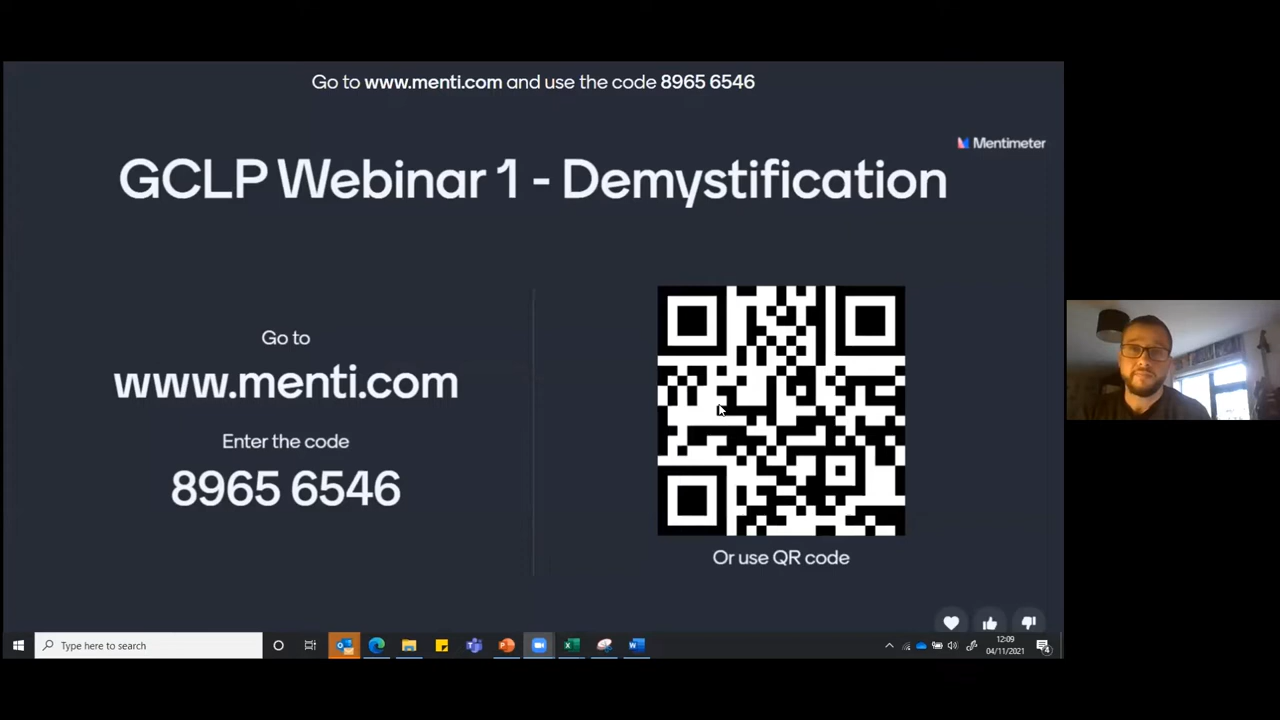 Go to www.menti.com and use the code 8965 6546
Mentimeter
GCLP Webinar 1 - Demystification
Go to
www.menti.com
Enter the code
8965 6546
Or use QR code
Type here to search
12:09
04/11/2021
4